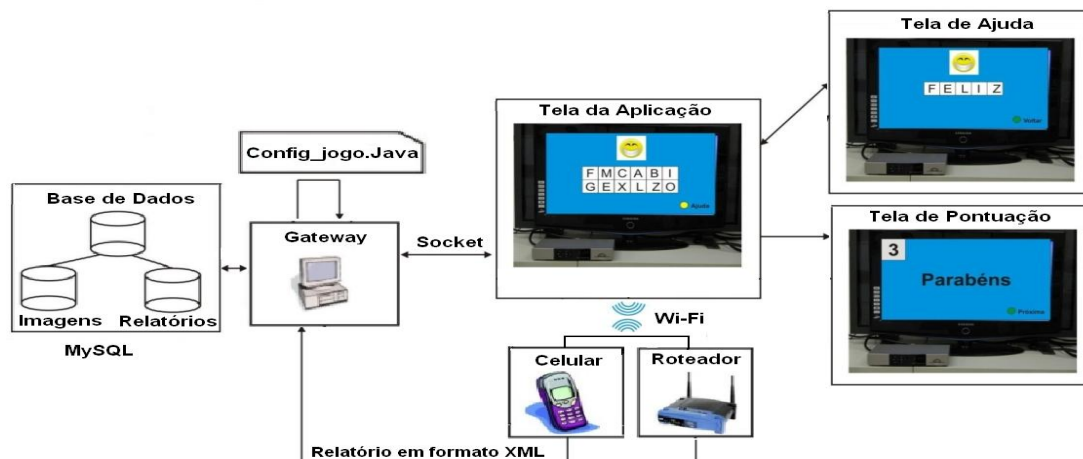 Tela de Ajuda
F E L I Z
Voltar
Tela da Aplicação
F M C A B I
G E X L Z O
Ajuda
Config_jogo.Java
Base de Dados
Imagens
Relatórios
MySQL
Gateway
Socket
Tela de Pontuação
3
Parabéns
Próximo
Wi-Fi
Celular
Roteador
Relatório em formato XML